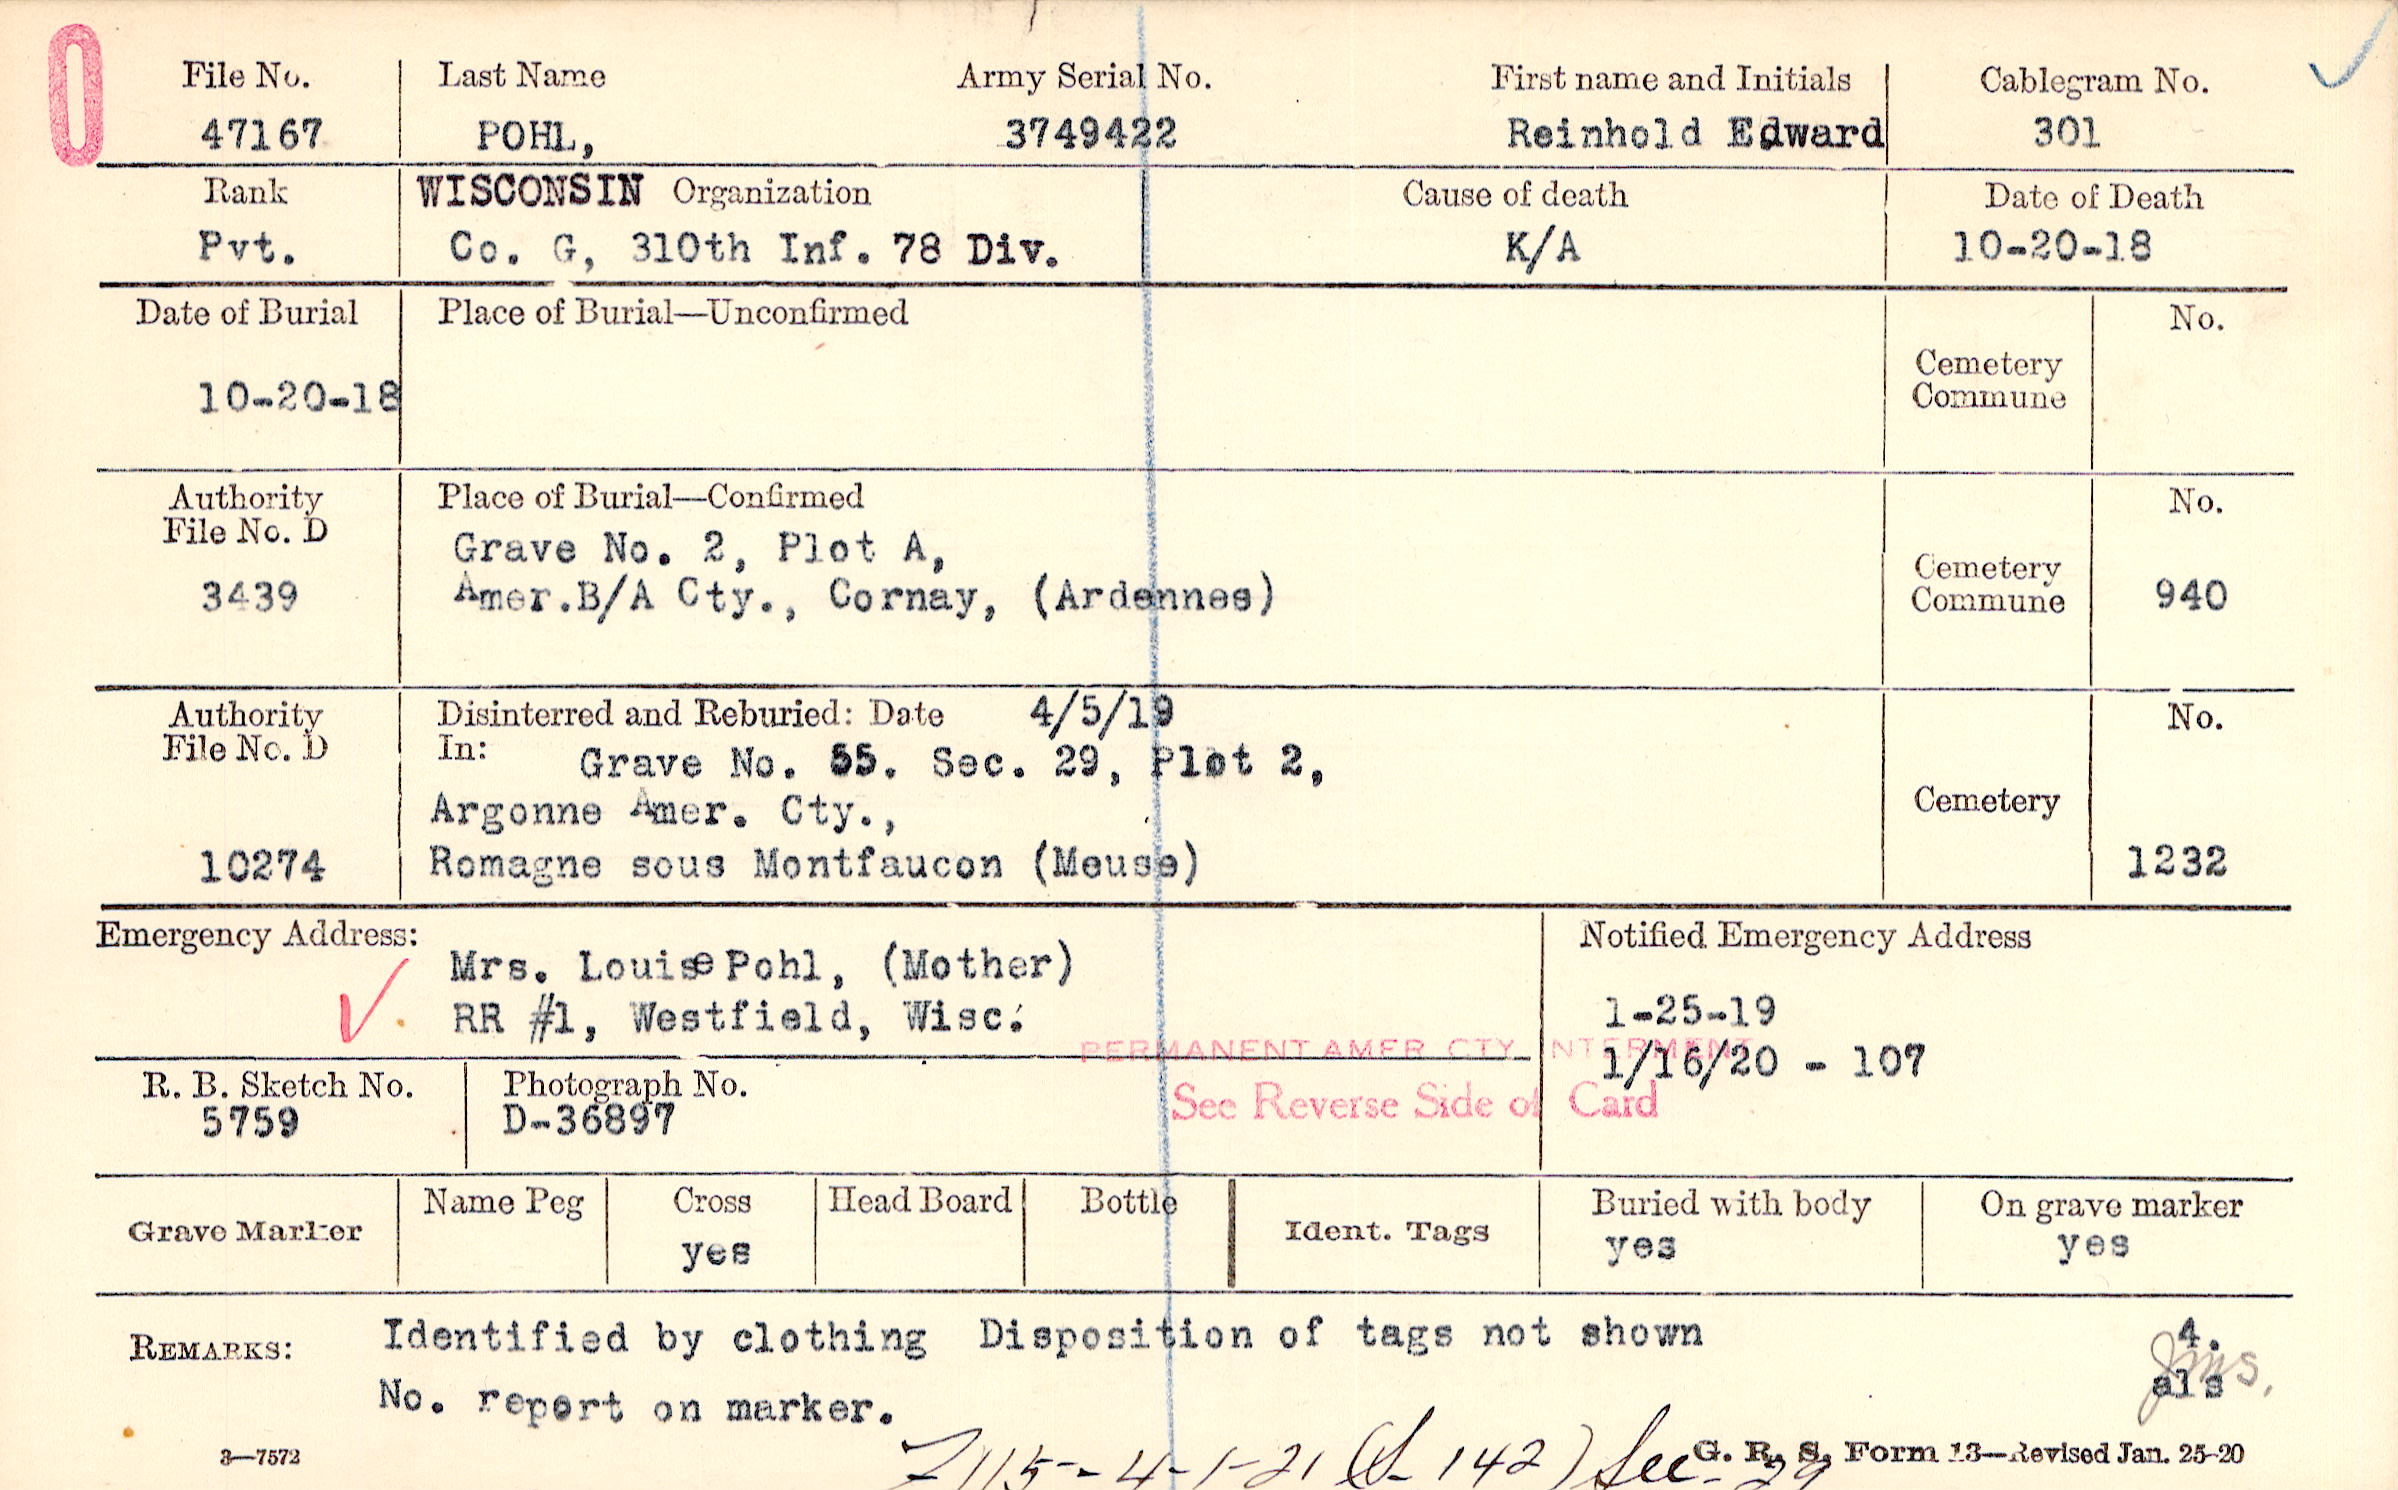 0
File No. Last Name Army Serial No. First name and Initials Cablegram No.
47167 POHL, 3749422 Reinhold Edward 301
Rank WISCONSIN Organization Cause of death Date of Death
Pvt. Co. G, 310th Inf. 78 Div. K/A 10-20-18
Date of Burial Place of Burial—Unconfirmed No.
Cemetery
Commune
10-20-18
Authority Place of Burial—Confirmed No.
File No. D
Grave No. 2, Plot A,
3439 Amer.B/A Cty., Cornay, (Ardennes) Cemetery
Commune 940
Authority Disinterred and Reburied: Date 4/5/19 No.
File No. D In: Grave No. 55. Sec. 29, Plot 2,
Argonne Amer. Cty., Cemetery
10274 Romagne sous Montfaucon (Meuse) 1232
Emergency Address: Notified Emergency Address
Mrs. Louise Pohl, (Mother)
RR #1, Westfield, Wisc. 1-25-19
PERMANENT AMER CTY INTERMENT
1/16/20 - 107
R. B. Sketch No. Photograph No. See Reverse Side of Card
5759 D-36897
Grave Marker Name Peg Cross Head Board Bottle Ident. Tags Buried with body On grave marker
yes yes yes
REMARKS: Identified by clothing Disposition of tags not shown 4.
No. report on marker. als
3—7572 G. R. S. Form 13—Revised Jan. 25-20
4-1-21 142) Sec- 29